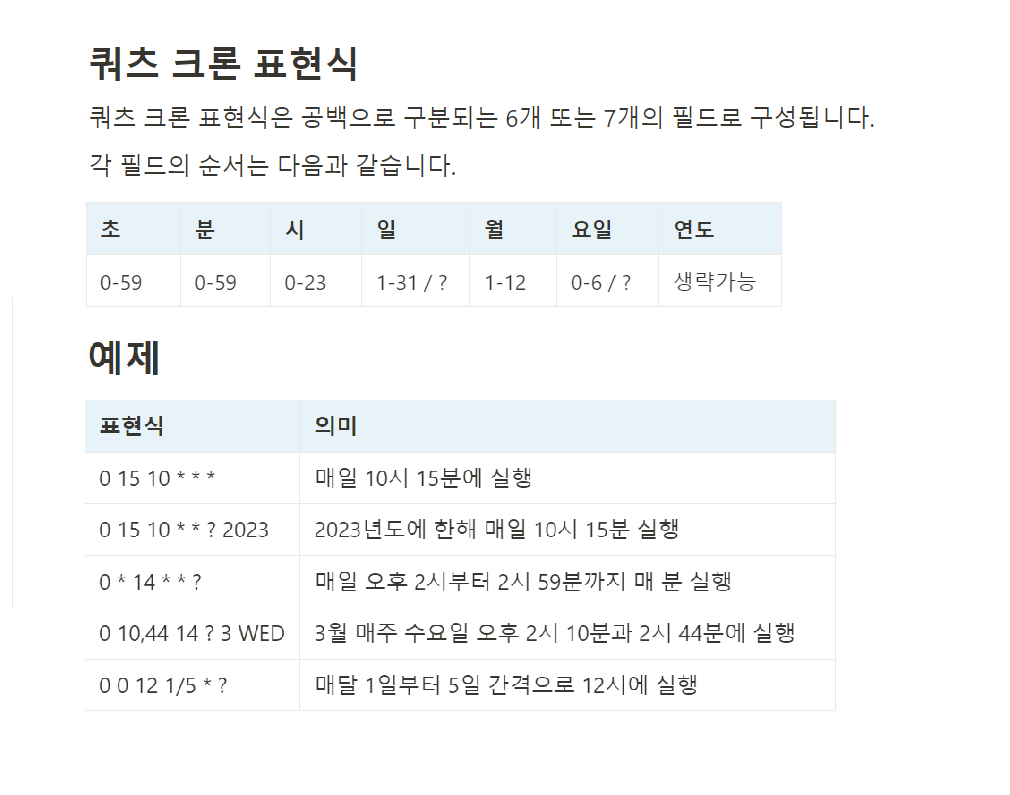 쿼츠 크론 표현식
쿼츠 크론 표현식은 공백으로 구분되는 6개 또는 7개의 필드로 구성됩니다.
각 필드의 순서는 다음과 같습니다.
초 분 시 일 월 요일 연도
0-59 0-59 0-23 1-31 / ? 1-12 0-6 / ? 생략가능
예제
표현식 의미
0 15 10 * * * 매일 10시 15분에 실행
0 15 10 * * ? 2023 2023년도에 한해 매일 10시 15분 실행
0 * 14 * * ? 매일 오후 2시부터 2시 59분까지 매 분 실행
0 10,44 14 ? 3 WED 3월 매주 수요일 오후 2시 10분과 2시 44분에 실행
0 0 12 1/5 * ? 매달 1일부터 5일 간격으로 12시에 실행